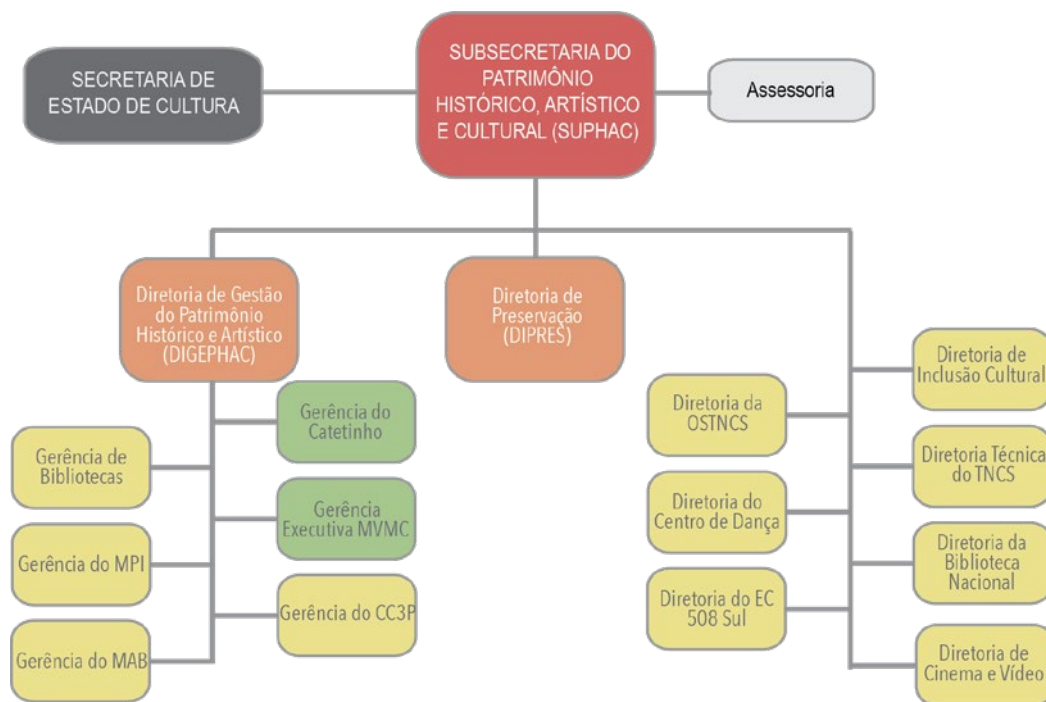 SECRETARIA DE
ESTADO DE CULTURA
SUBSECRETARIA DO
PATRIMÔNIO
HISTÓRICO, ARTÍSTICO
E CULTURAL (SUPHAC)
Assessoria
Diretoria de Gestão
do Patrimônio
Histórico e Artístico
(DIGEPHAC)
Diretoria de
Preservação
(DIPRES)
Gerência do
Catetinho
Gerência de
Bibliotecas
Gerência
Executiva MVMC
Gerência do MPI
Gerência do CC3P
Gerência do MAB
Diretoria de
Inclusão Cultural
Diretoria da
OSTNCS
Diretoria Técnica
do TNCS
Diretoria do
Centro de Dança
Diretoria da
Biblioteca
Nacional
Diretoria do EC
508 Sul
Diretoria de
Cinema e Vídeo